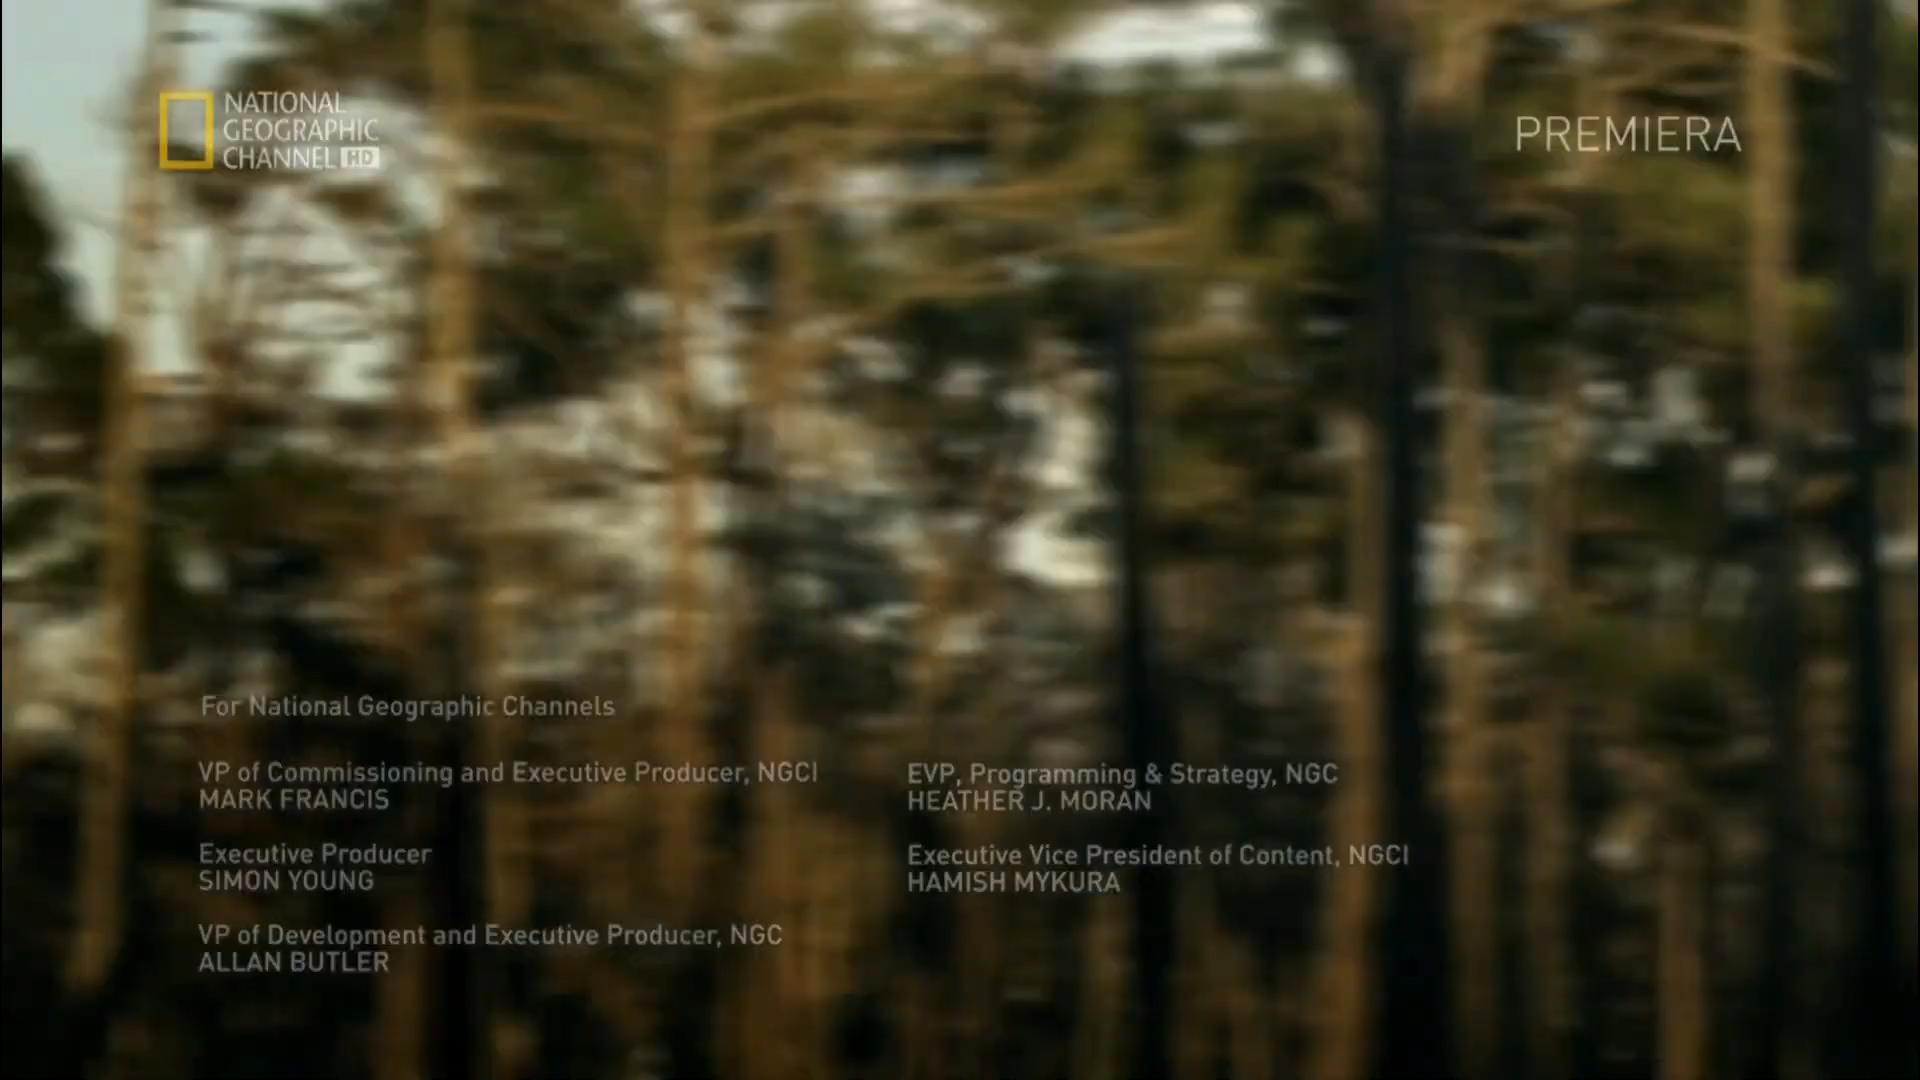 NATIONAL
GEOGRAPHIC
CHANNEL HD
PREMIERA
For National Geographic Channels
VP of Commissioning and Executive Producer, NGCI
MARK FRANCIS
Executive Producer
SIMON YOUNG
VP of Development and Executive Producer, NGC
ALLAN BUTLER
EVP, Programming & Strategy, NGC
HEATHER J. MORAN
Executive Vice President of Content, NGCI
HAMISH MYKURA